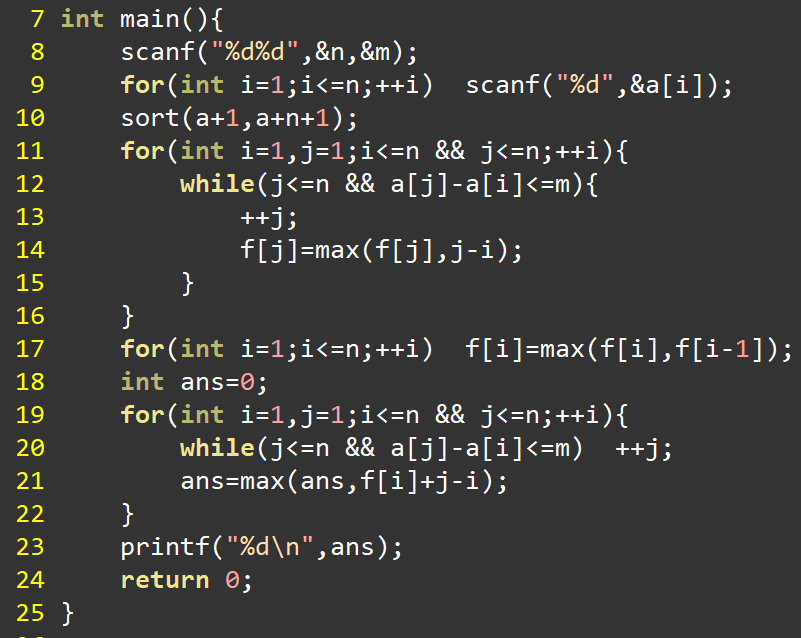 7 int main(){
8     scanf("%d%d",&n,&m);
9     for(int i=1;i<=n;++i)  scanf("%d",&a[i]);
10     sort(a+1,a+n+1);
11     for(int i=1,j=1;i<=n && j<=n;++i){
12         while(j<=n && a[j]-a[i]<=m){
13             ++j;
14             f[j]=max(f[j],j-i);
15         }
16     }
17     for(int i=1;i<=n;++i)  f[i]=max(f[i],f[i-1]);
18     int ans=0;
19     for(int i=1,j=1;i<=n && j<=n;++i){
20         while(j<=n && a[j]-a[i]<=m)  ++j;
21         ans=max(ans,f[i]+j-i);
22     }
23     printf("%d\n",ans);
24     return 0;
25 }